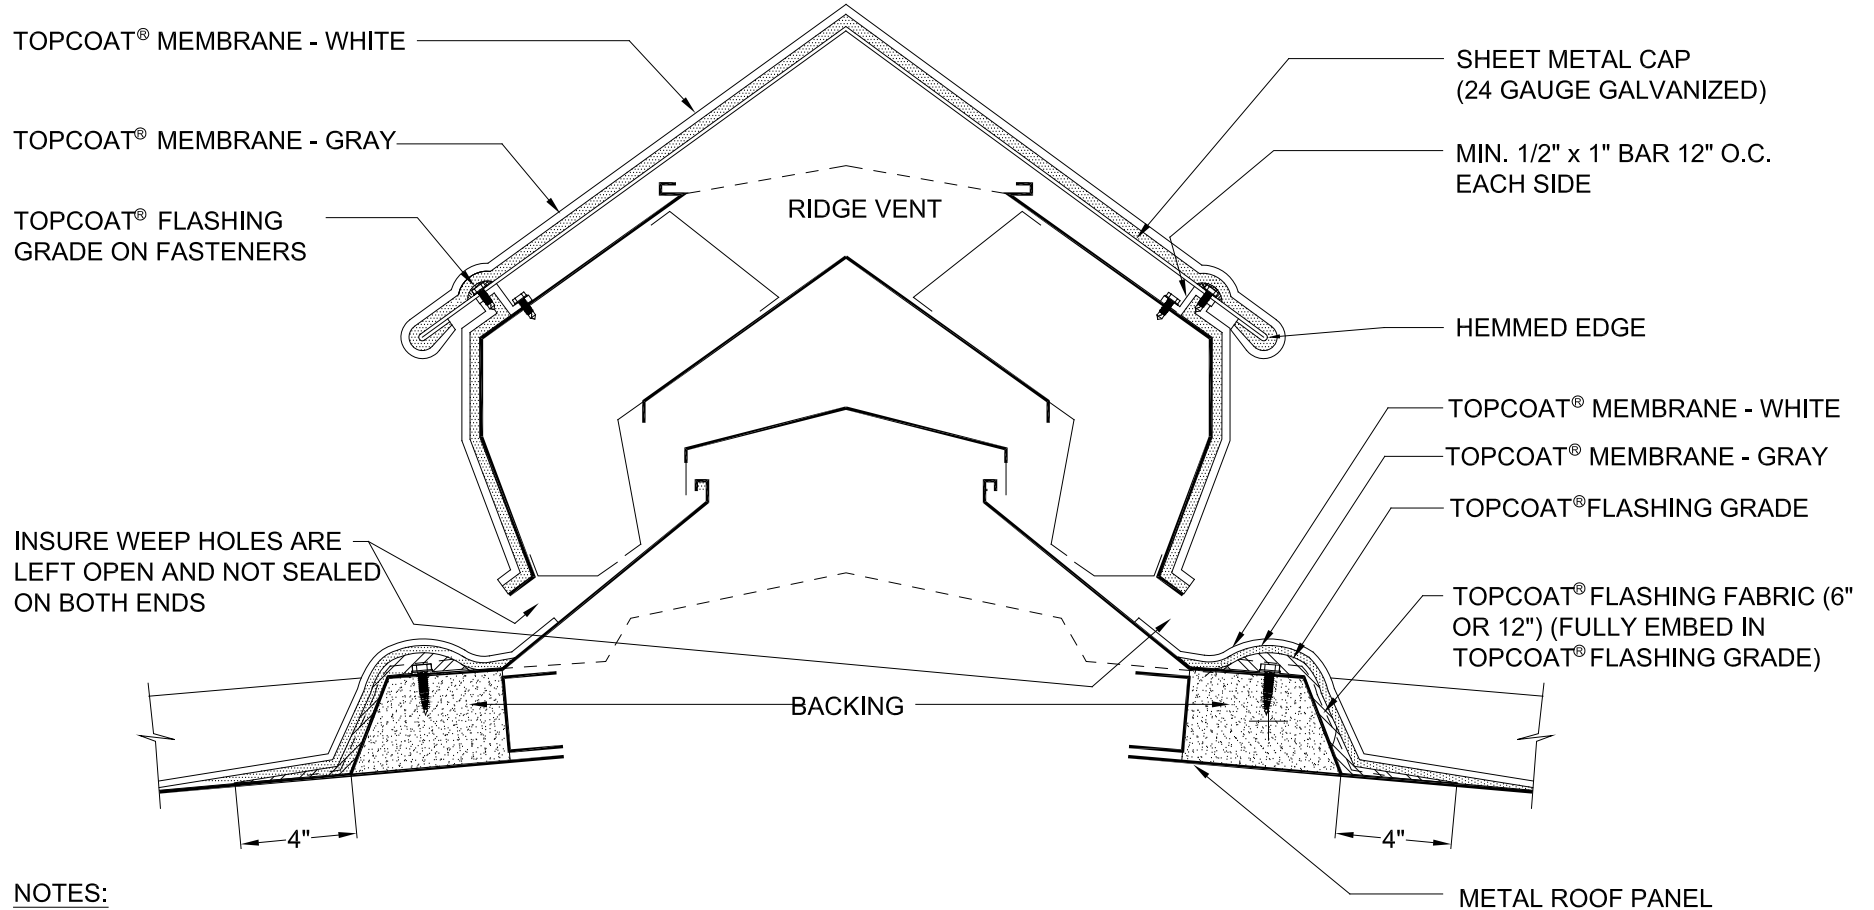 TOPCOAT® MEMBRANE - WHITE
TOPCOAT® MEMBRANE - GRAY
TOPCOAT® FLASHING
GRADE ON FASTENERS
RIDGE VENT
SHEET METAL CAP
(24 GAUGE GALVANIZED)
MIN. 1/2" x 1" BAR 12" O.C.
EACH SIDE
HEMMED EDGE
TOPCOAT® MEMBRANE - WHITE
TOPCOAT® MEMBRANE - GRAY
TOPCOAT® FLASHING GRADE
TOPCOAT® FLASHING FABRIC (6"
OR 12") (FULLY EMBED IN
TOPCOAT® FLASHING GRADE)
INSURE WEEP HOLES ARE
LEFT OPEN AND NOT SEALED
ON BOTH ENDS
BACKING
4"
4"
METAL ROOF PANEL
NOTES: